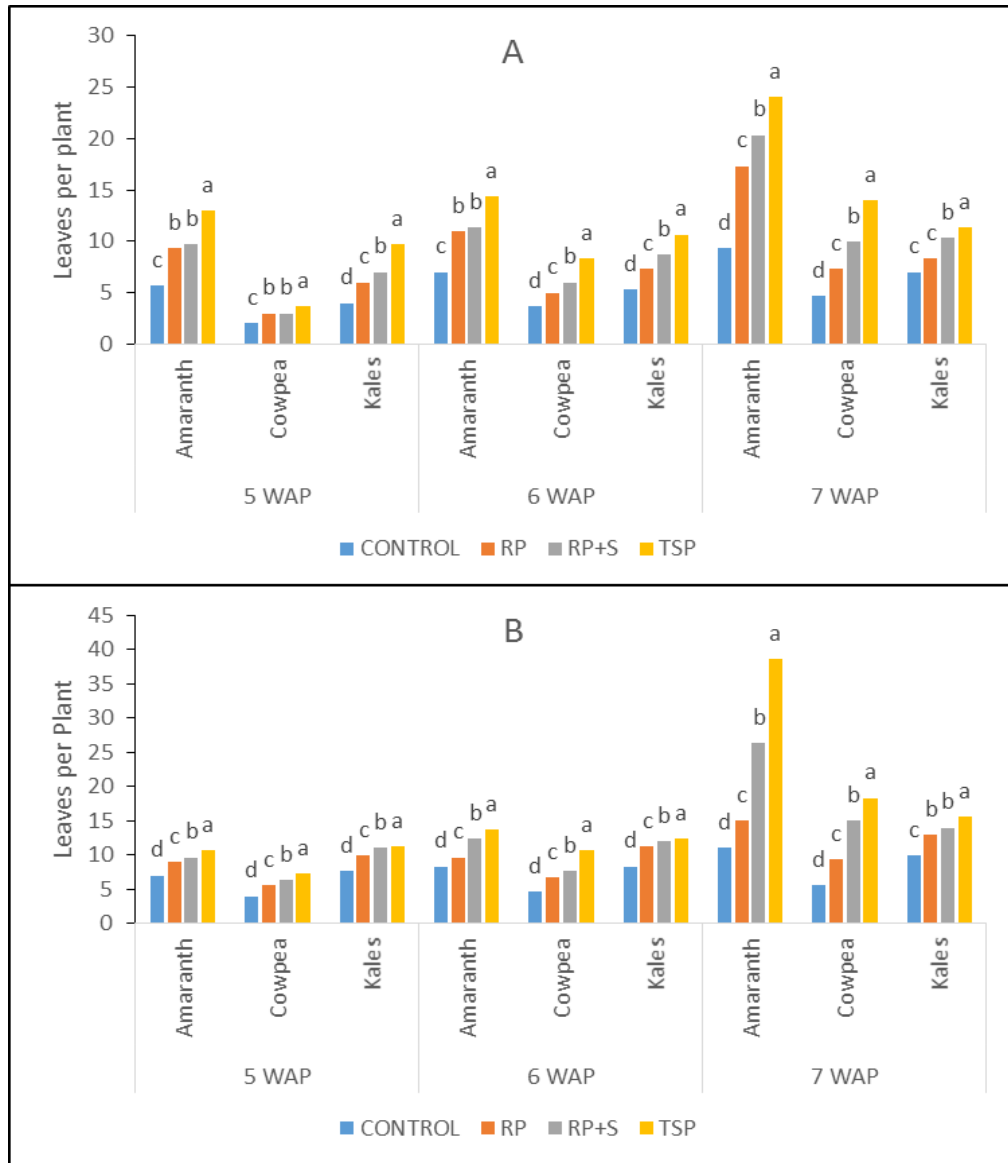 A
Leaves per plant
30
25
20
15
10
5
0
c b b a c b b a d c b a
c b b a d c b a d c b a
d c b a d c b a c c b a
Amaranth Cowpea Kales Amaranth Cowpea Kales Amaranth Cowpea Kales
5 WAP 6 WAP 7 WAP
CONTROL RP RP+S TSP
B
Leaves per Plant
45
40
35
30
25
20
15
10
5
0
d c b a d c b a d c b a
d c b a d c b a d c b a
d c b a d c b a c b b a
Amaranth Cowpea Kales Amaranth Cowpea Kales Amaranth Cowpea Kales
5 WAP 6 WAP 7 WAP
CONTROL RP RP+S TSP